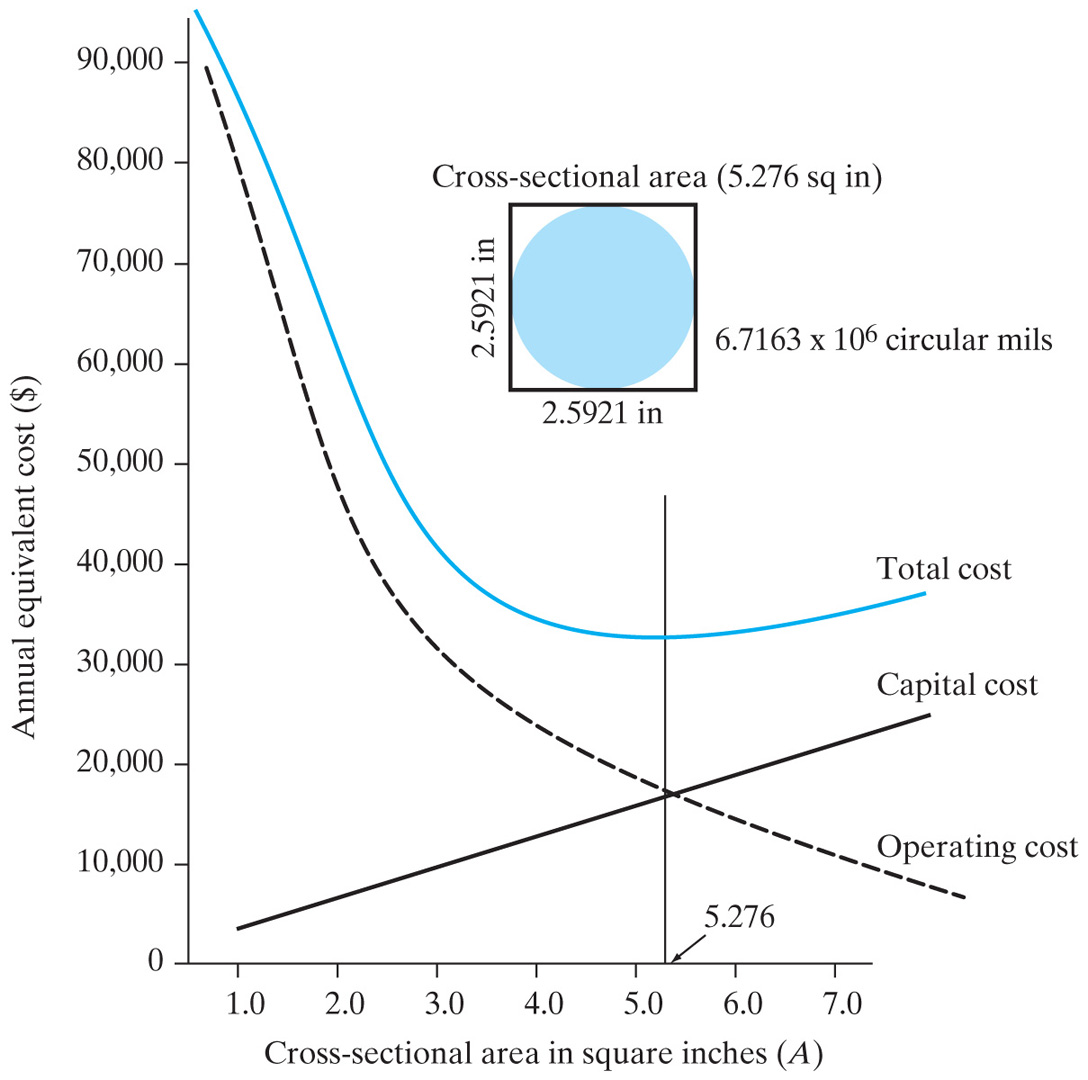 90,000
80,000
70,000
60,000
50,000
40,000
30,000
20,000
10,000
0
Annual equivalent cost ($)
Cross-sectional area (5.276 sq in)
2.5921 in
6.7163 x 10⁶ circular mils
2.5921 in
Total cost
Capital cost
Operating cost
5.276
1.0 2.0 3.0 4.0 5.0 6.0 7.0
Cross-sectional area in square inches (A)